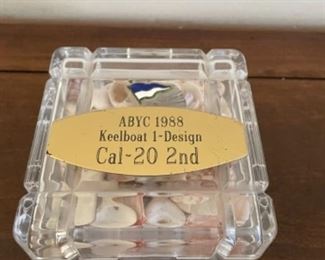 ABYC 1988
Keelboat 1-Design
Cal-20 2nd